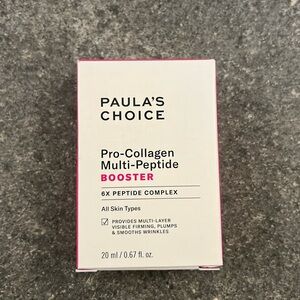 PAULA'S
CHOICE
Pro-Collagen
Multi-Peptide
BOOSTER
6X PEPTIDE COMPLEX
All Skin Types
PROVIDES MULTI-LAYER
VISIBLE FIRMING, PLUMPS
& SMOOTHS WRINKLES
20 ml / 0.67 fl. oz.